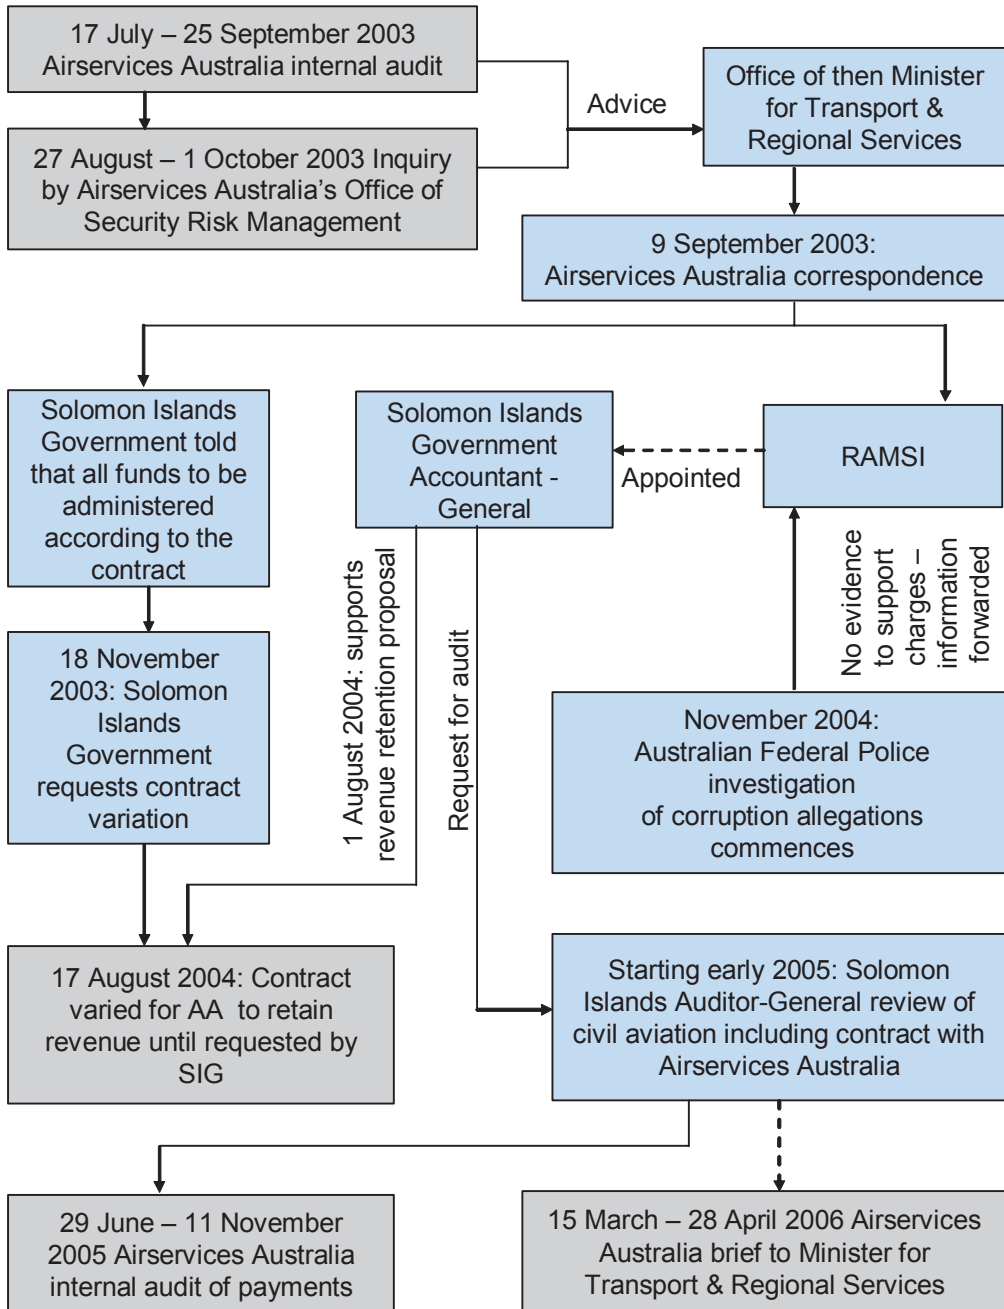 17 July – 25 September 2003
Airservices Australia internal audit
27 August – 1 October 2003 Inquiry
by Airservices Australia's Office of
Security Risk Management
Advice
Office of then Minister
for Transport &
Regional Services
9 September 2003:
Airservices Australia correspondence
Solomon Islands
Government told
that all funds to be
administered
according to the
contract
Solomon Islands
Government
Accountant -
General
Appointed
RAMSI
18 November
2003: Solomon
Islands
Government
requests contract
variation
1 August 2004: supports
revenue retention proposal
Request for audit
No evidence
to support
charges –
information
forwarded
November 2004:
Australian Federal Police
investigation
of corruption allegations
commences
17 August 2004: Contract
varied for AA  to retain
revenue until requested by
SIG
Starting early 2005: Solomon
Islands Auditor-General review of
civil aviation including contract with
Airservices Australia
29 June – 11 November
2005 Airservices Australia
internal audit of payments
15 March – 28 April 2006 Airservices
Australia brief to Minister for
Transport & Regional Services